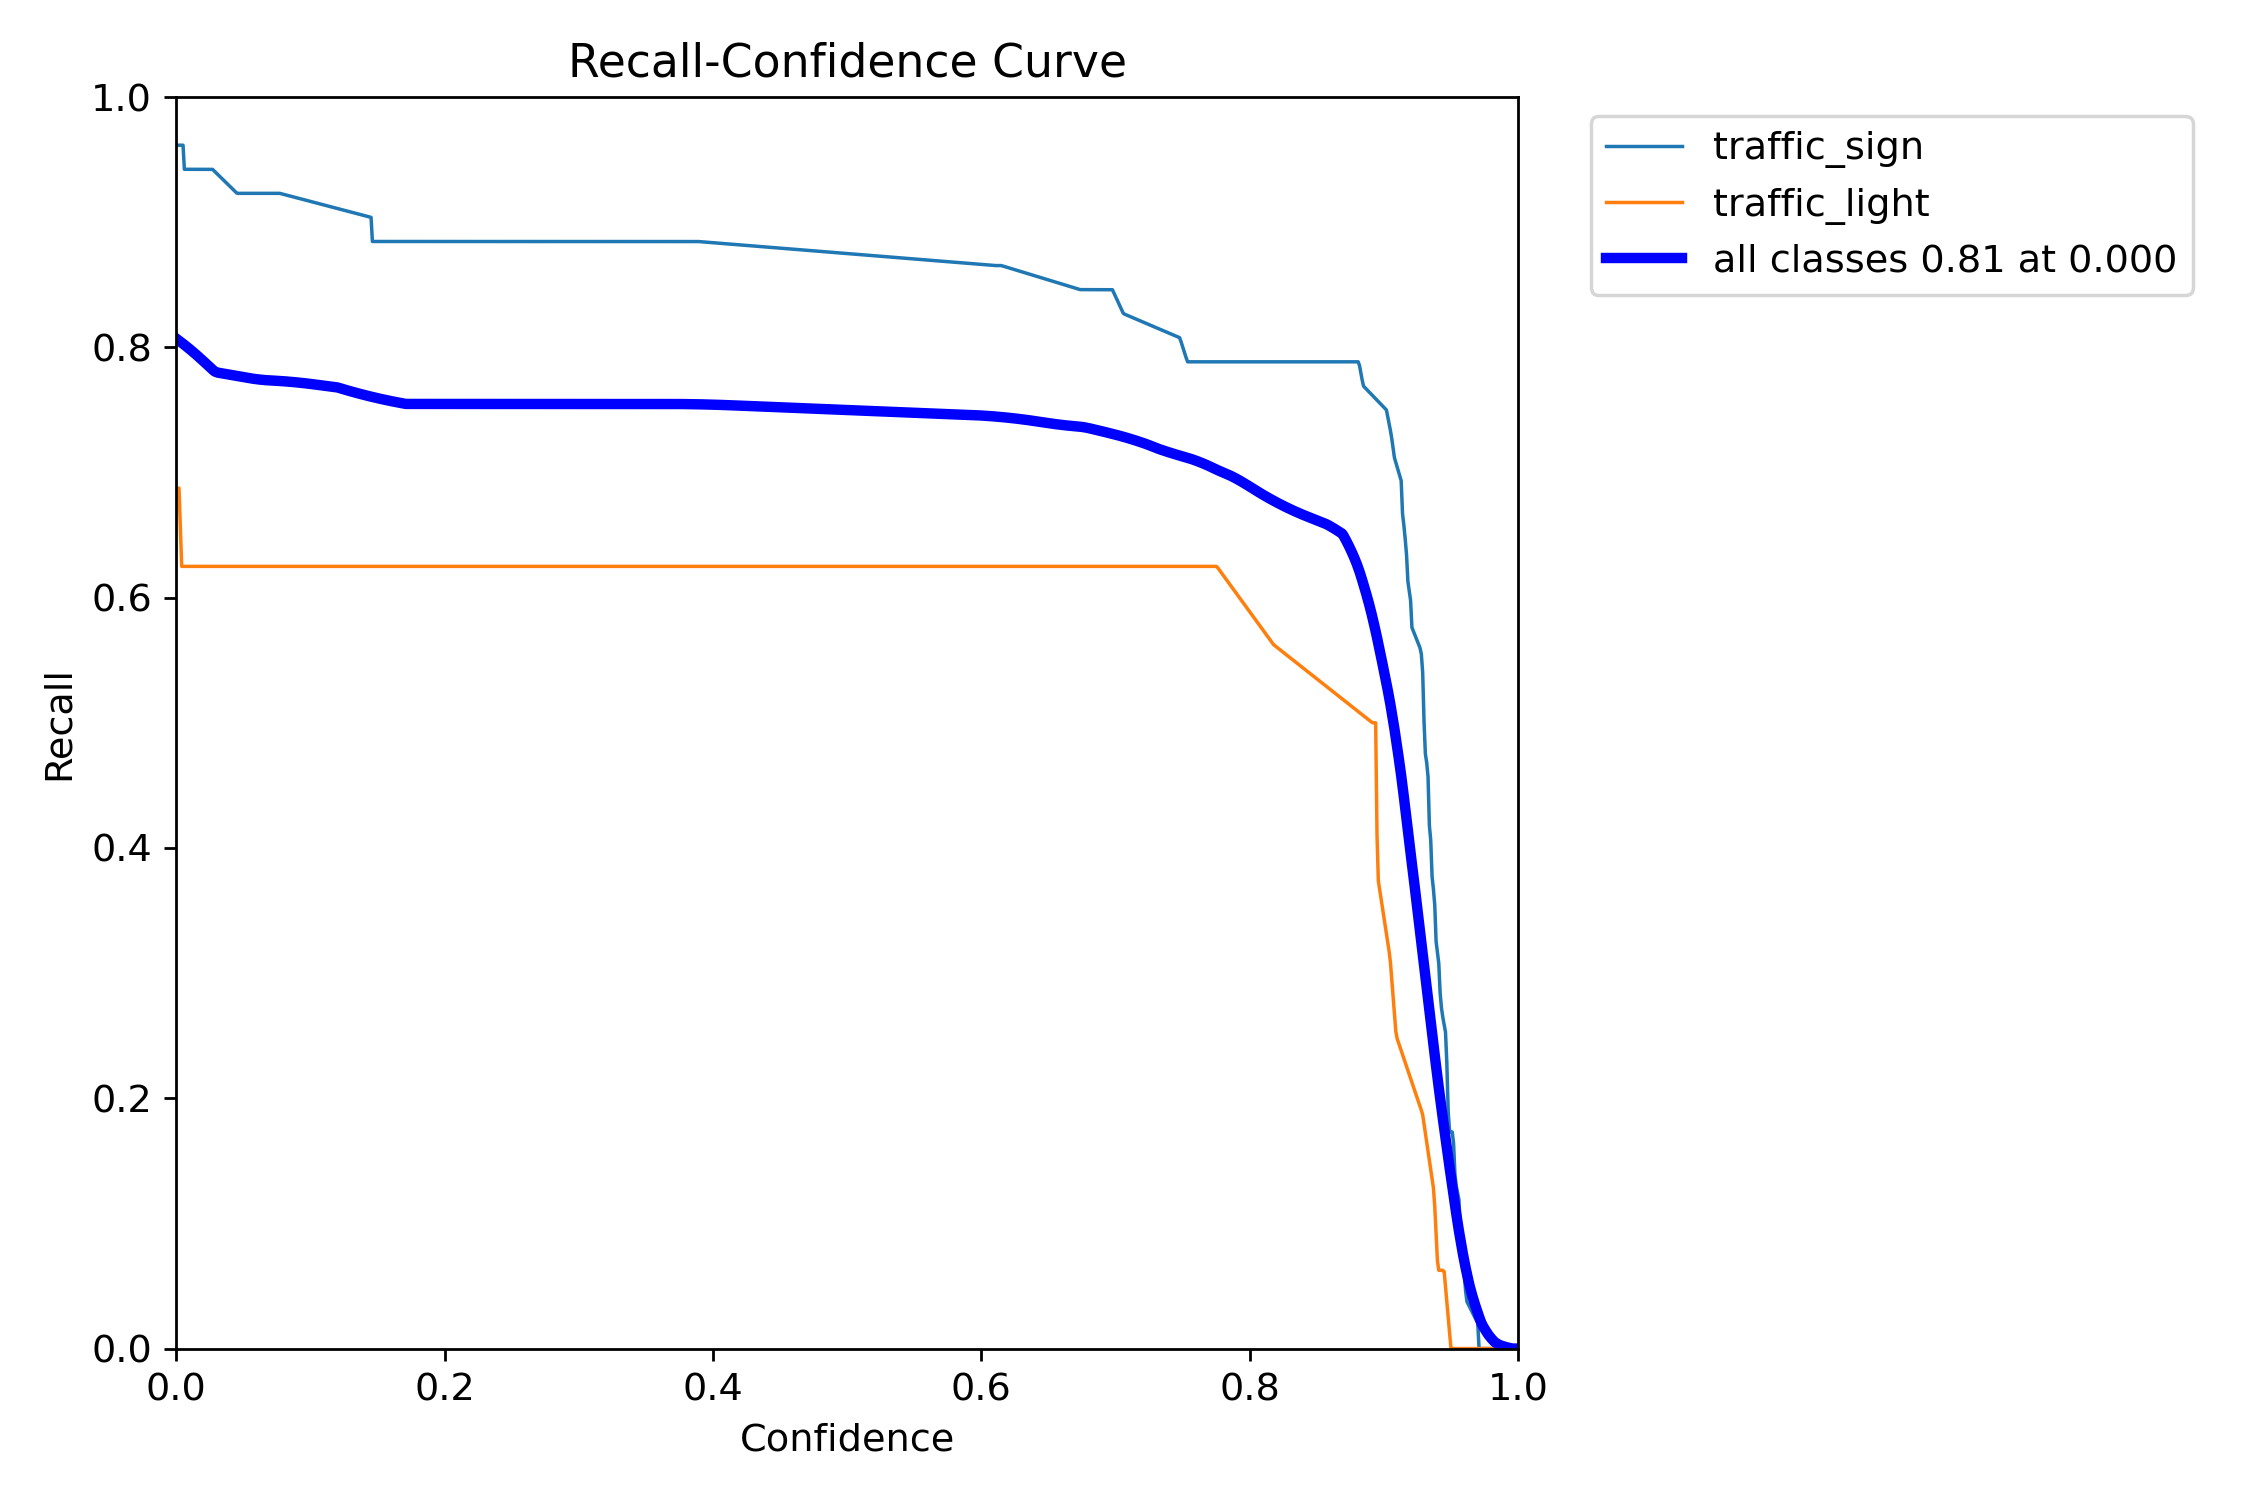 Recall-Confidence Curve
1.0
0.8
0.6
0.4
0.2
0.0
Recall
0.0 0.2 0.4 0.6 0.8 1.0
Confidence
traffic_sign
traffic_light
all classes 0.81 at 0.000